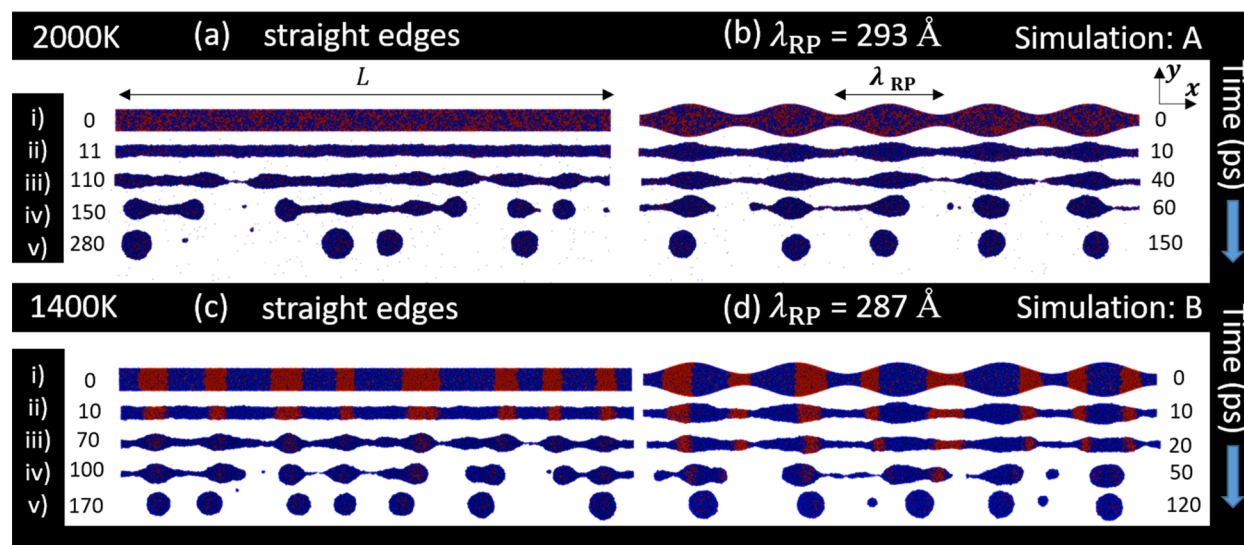 2000K (a) straight edges (b) λRP = 293 Å Simulation: A
L λ RP y x
Time (ps)
i) 0 0
ii) 11 10
iii) 110 40
iv) 150 60
v) 280 150
1400K (c) straight edges (d) λRP = 287 Å Simulation: B
Time (ps)
i) 0 0
ii) 10 10
iii) 70 20
iv) 100 50
v) 170 120